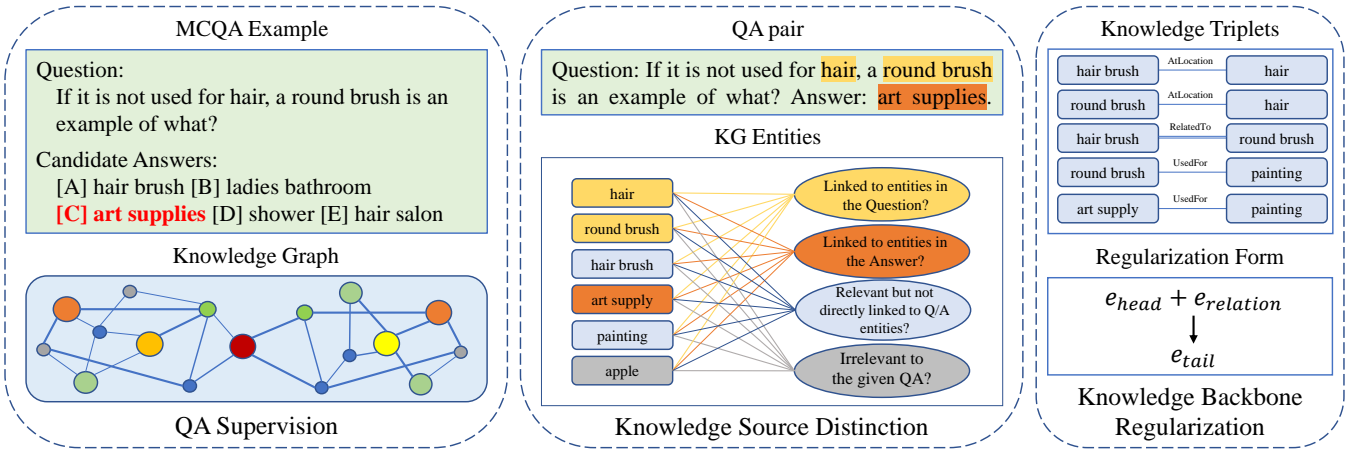 MCQA Example
Question:
If it is not used for hair, a round brush is an
example of what?
Candidate Answers:
[A] hair brush [B] ladies bathroom
[C] art supplies [D] shower [E] hair salon
Knowledge Graph
QA Supervision
QA pair
Question: If it is not used for hair, a round brush
is an example of what? Answer: art supplies.
KG Entities
hair
round brush
hair brush
art supply
painting
apple
Linked to entities in
the Question?
Linked to entities in
the Answer?
Relevant but not
directly linked to Q/A
entities?
Irrelevant to
the given QA?
Knowledge Source Distinction
Knowledge Triplets
hair brush AtLocation hair
round brush AtLocation hair
hair brush RelatedTo round brush
round brush UsedFor painting
art supply UsedFor painting
Regularization Form
e_head + e_relation
e_tail
Knowledge Backbone
Regularization